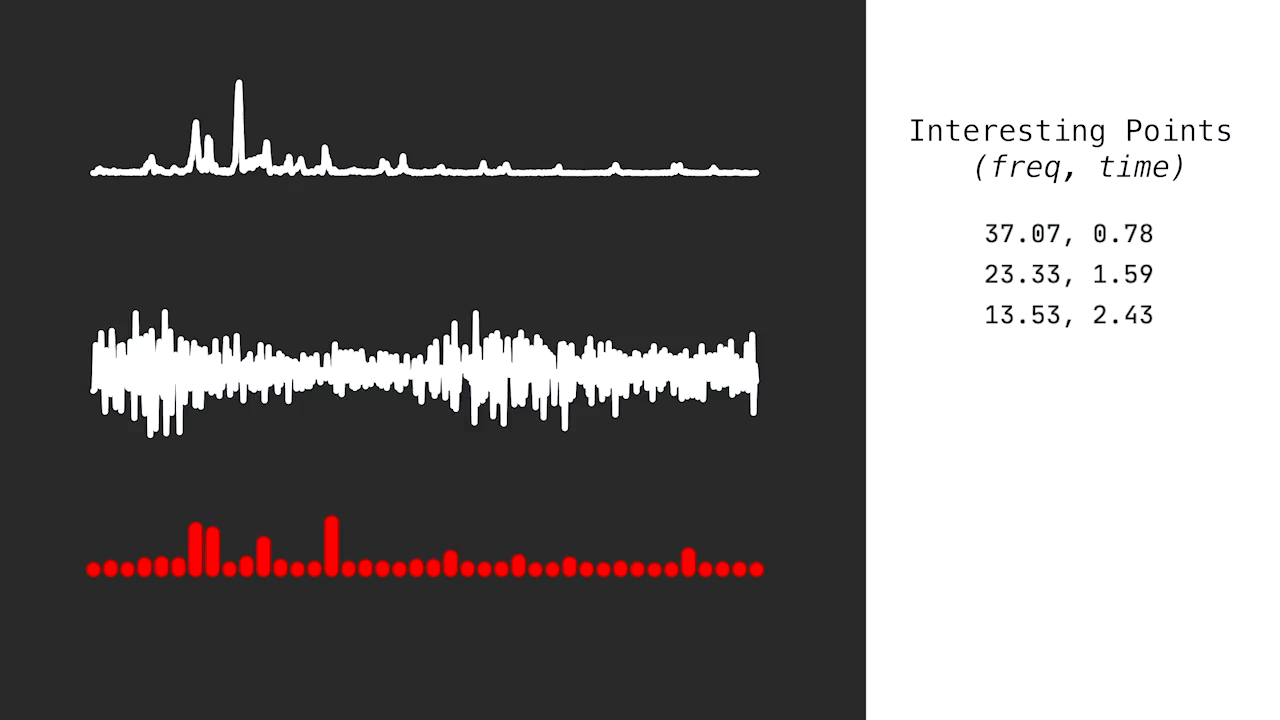 Interesting Points
(freq, time)
37.07, 0.78
23.33, 1.59
13.53, 2.43